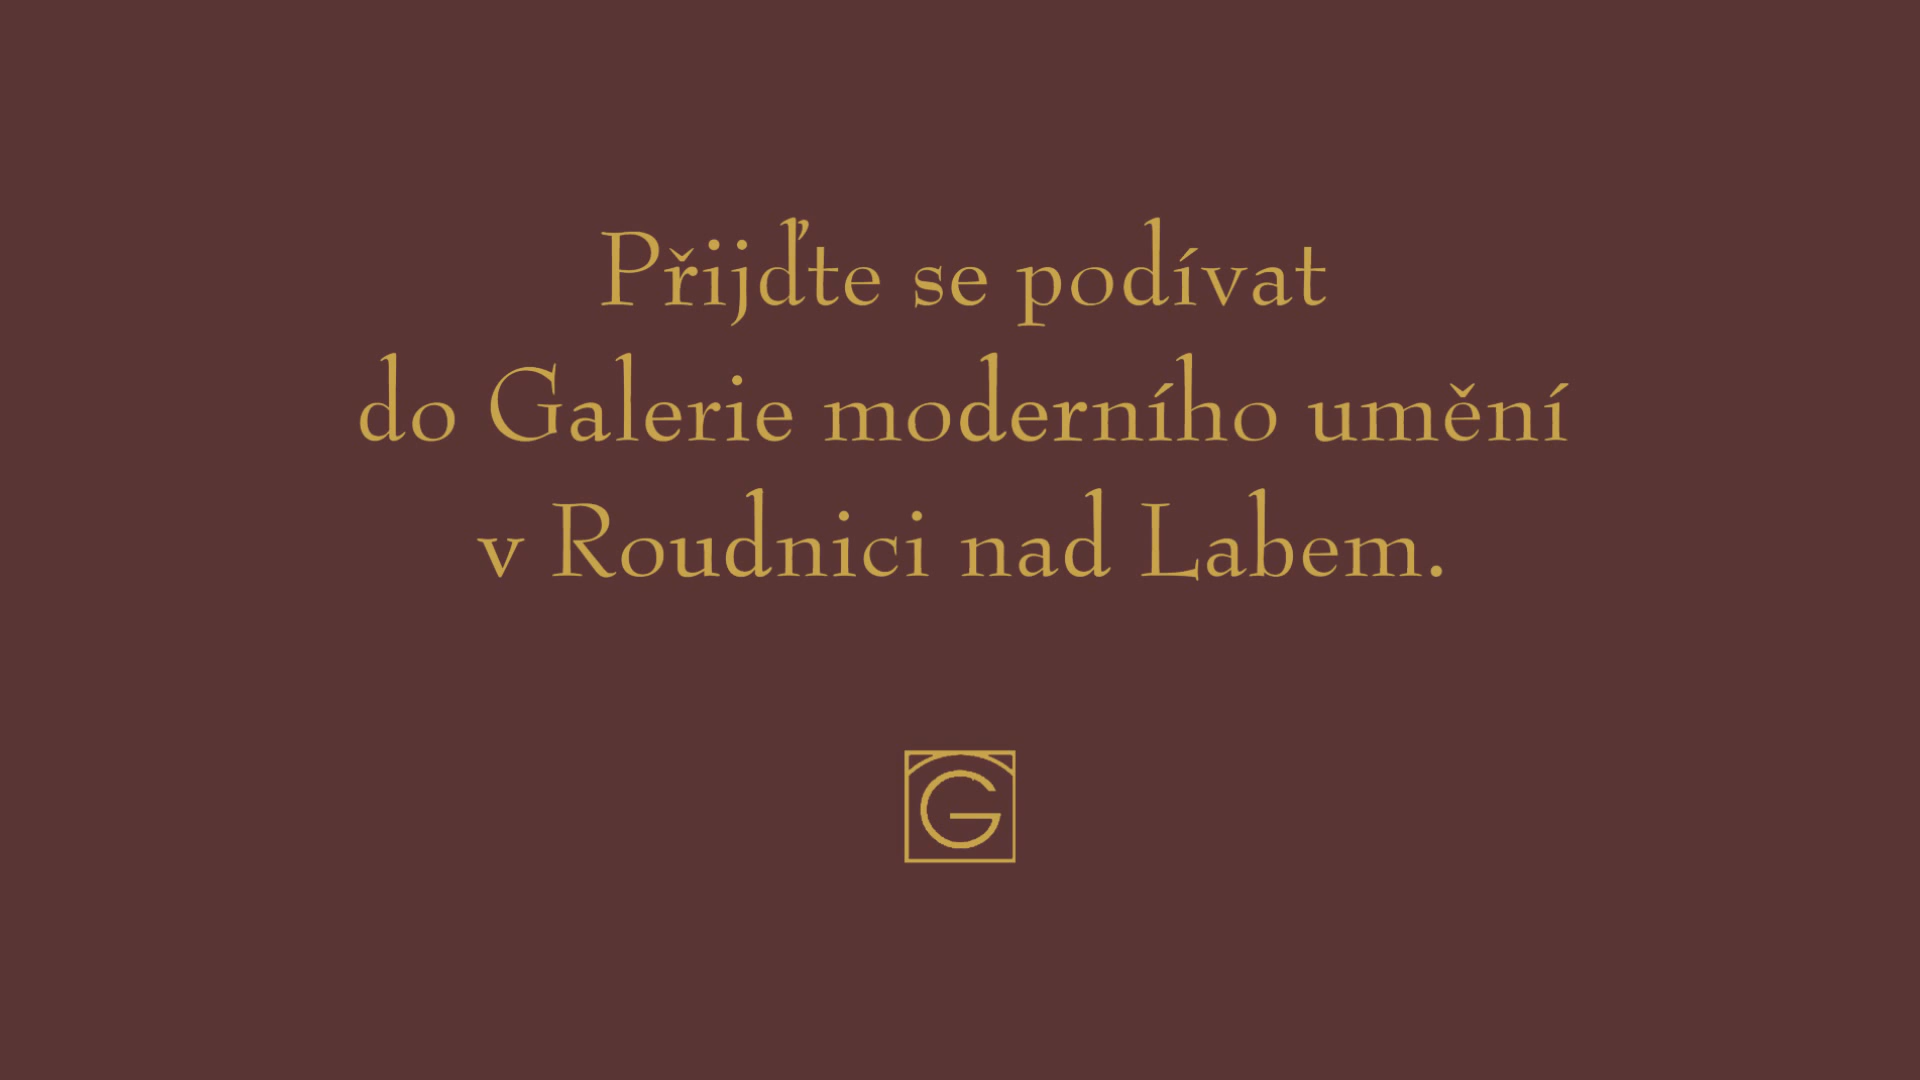 Přijďte se podívat
do Galerie moderního umění
v Roudnici nad Labem.
G